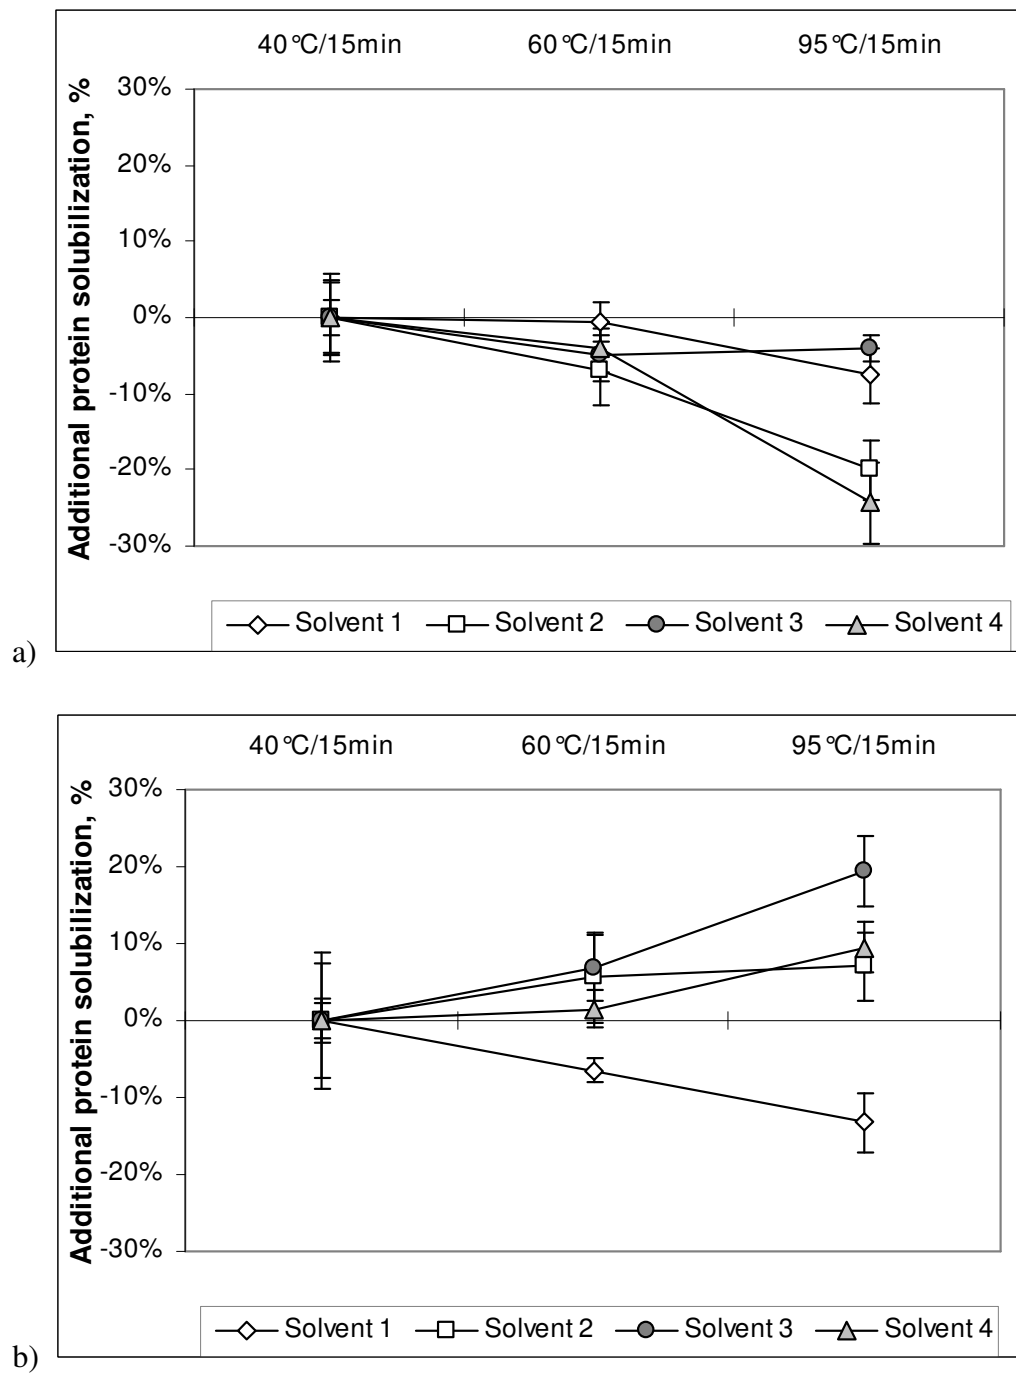 40°C/15min 60°C/15min 95°C/15min
Additional protein solubilization, %
30%
20%
10%
0%
-10%
-20%
-30%
Solvent 1 Solvent 2 Solvent 3 Solvent 4
a)
40°C/15min 60°C/15min 95°C/15min
Additional protein solubilization, %
30%
20%
10%
0%
-10%
-20%
-30%
Solvent 1 Solvent 2 Solvent 3 Solvent 4
b)